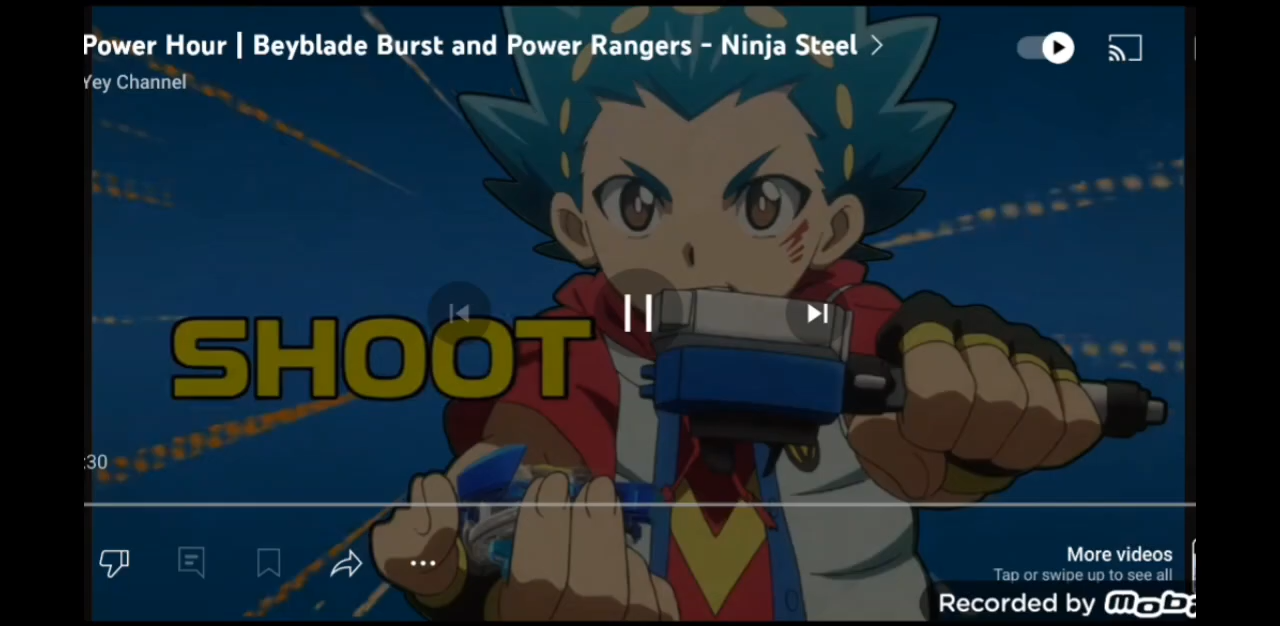 Power Hour | Beyblade Burst and Power Rangers - Ninja Steel
Yey Channel
SHOOT
:30
More videos
Tap or swipe up to see all
Recorded by